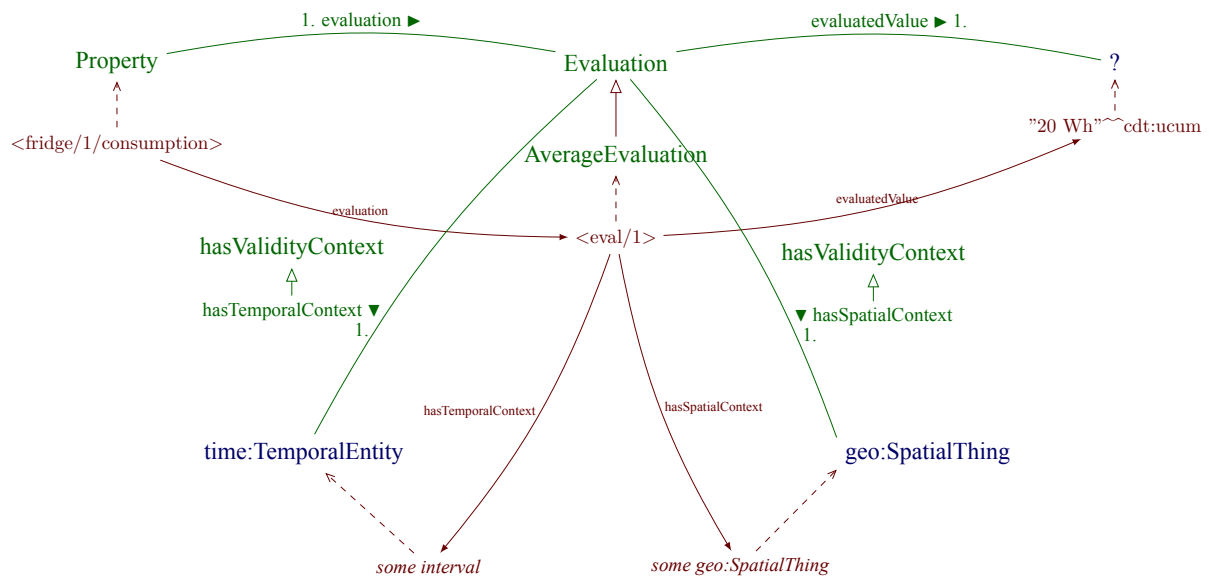 1. evaluation ▶
evaluatedValue ▶ 1.
Property
Evaluation
?
<fridge/1/consumption>
"20 Wh"^^cdt:ucum
AverageEvaluation
evaluation
evaluatedValue
<eval/1>
hasValidityContext
hasValidityContext
hasTemporalContext ▼
1.
▼ hasSpatialContext
1.
hasTemporalContext
hasSpatialContext
time:TemporalEntity
geo:SpatialThing
some interval
some geo:SpatialThing